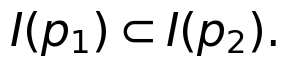 I(p₁) ⊂ I(p₂).